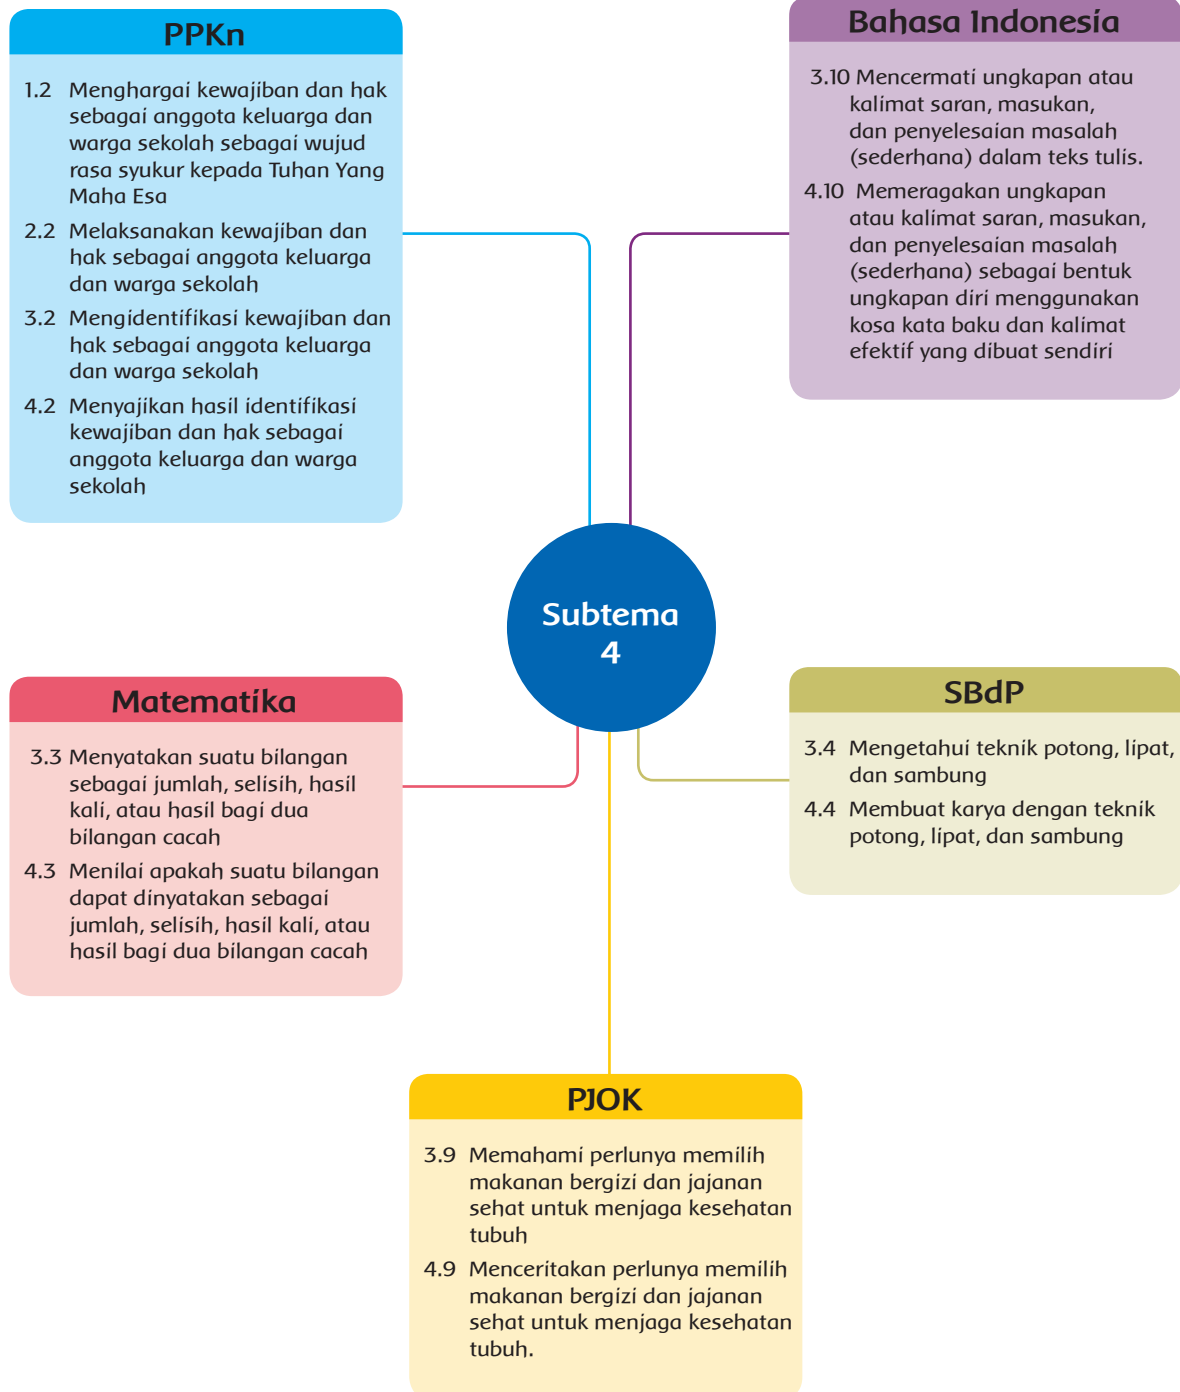 PPKn
1.2 Menghargai kewajiban dan hak
sebagai anggota keluarga dan
warga sekolah sebagai wujud
rasa syukur kepada Tuhan Yang
Maha Esa
2.2 Melaksanakan kewajiban dan
hak sebagai anggota keluarga
dan warga sekolah
3.2 Mengidentifikasi kewajiban dan
hak sebagai anggota keluarga
dan warga sekolah
4.2 Menyajikan hasil identifikasi
kewajiban dan hak sebagai
anggota keluarga dan warga
sekolah
Bahasa Indonesia
3.10 Mencermati ungkapan atau
kalimat saran, masukan,
dan penyelesaian masalah
(sederhana) dalam teks tulis.
4.10 Memeragakan ungkapan
atau kalimat saran, masukan,
dan penyelesaian masalah
(sederhana) sebagai bentuk
ungkapan diri menggunakan
kosa kata baku dan kalimat
efektif yang dibuat sendiri
Subtema
4
Matematika
3.3 Menyatakan suatu bilangan
sebagai jumlah, selisih, hasil
kali, atau hasil bagi dua
bilangan cacah
4.3 Menilai apakah suatu bilangan
dapat dinyatakan sebagai
jumlah, selisih, hasil kali, atau
hasil bagi dua bilangan cacah
SBdP
3.4 Mengetahui teknik potong, lipat,
dan sambung
4.4 Membuat karya dengan teknik
potong, lipat, dan sambung
PJOK
3.9 Memahami perlunya memilih
makanan bergizi dan jajanan
sehat untuk menjaga kesehatan
tubuh
4.9 Menceritakan perlunya memilih
makanan bergizi dan jajanan
sehat untuk menjaga kesehatan
tubuh.